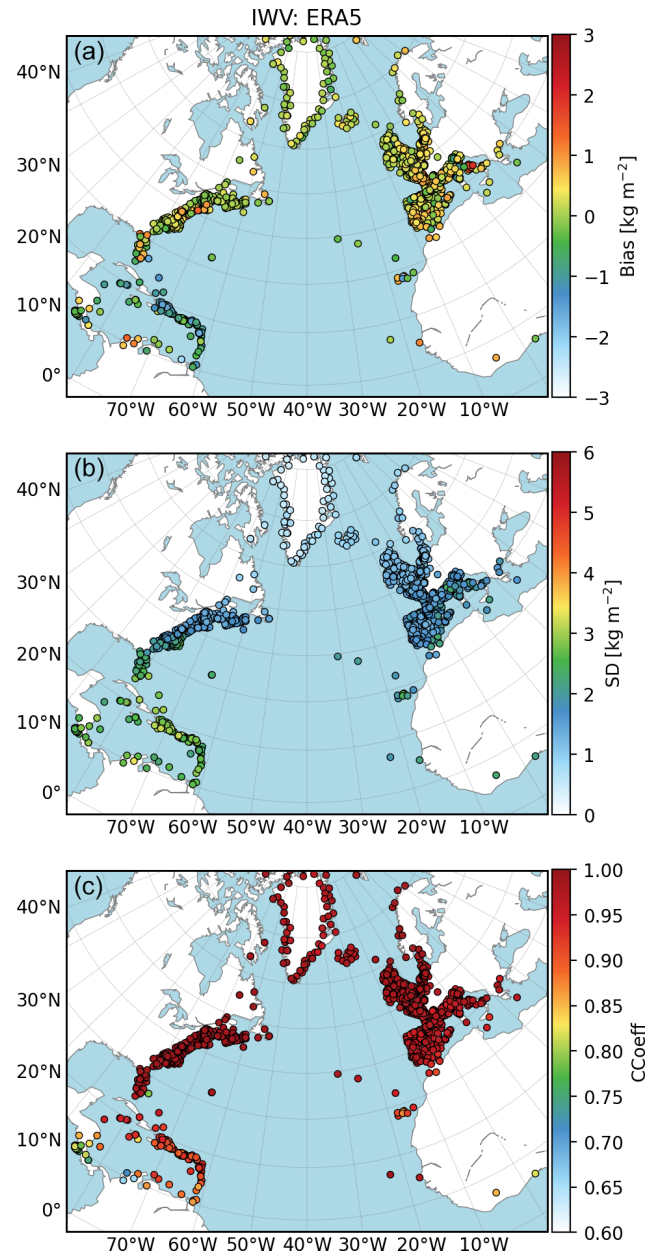 IWV: ERA5
(a)
40°N
30°N
20°N
10°N
0°
70°W 60°W 50°W 40°W 30°W 20°W 10°W
3
2
1
0
−1
−2
−3
Bias [kg m−2]
(b)
40°N
30°N
20°N
10°N
0°
70°W 60°W 50°W 40°W 30°W 20°W 10°W
6
5
4
3
2
1
0
SD [kg m−2]
(c)
40°N
30°N
20°N
10°N
0°
70°W 60°W 50°W 40°W 30°W 20°W 10°W
1.00
0.95
0.90
0.85
0.80
0.75
0.70
0.65
0.60
CCoeff